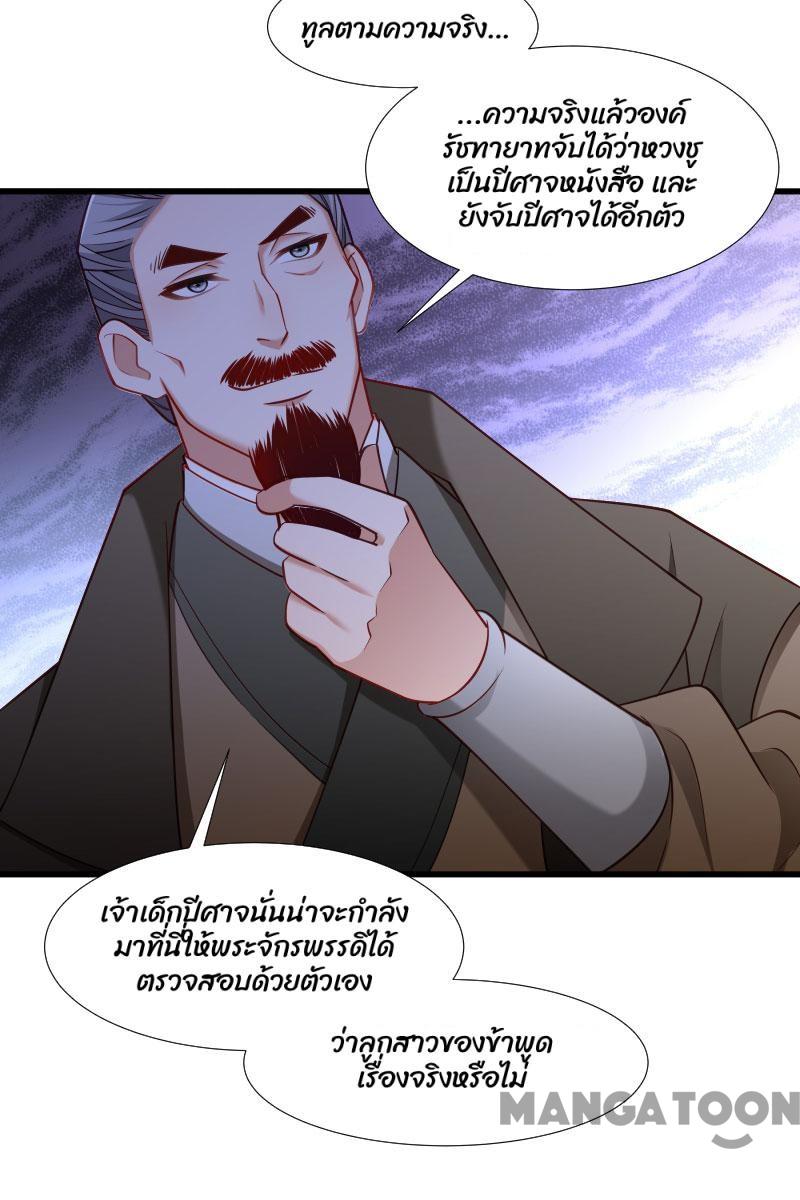 ทูลตามความจริง...
...ความจริงแล้วองค์
รัชทายาทจับได้ว่าหวงชู
เป็นปีศาจหนังสือ และ
ยังจับปีศาจได้อีกตัว
เจ้าเด็กปีศาจนั่นน่าจะกำลัง
มาที่นี่ให้พระจักรพรรดิได้
ตรวจสอบด้วยตัวเอง
ว่าลูกสาวของข้าพูด
เรื่องจริงหรือไม่
MANGATOON